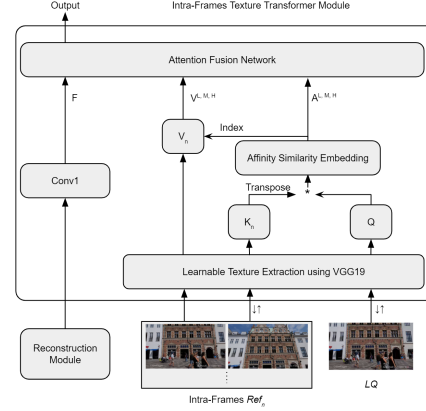 Output
Intra-Frames Texture Transformer Module
Attention Fusion Network
F
V^L, M, H
A^L, M, H
Index
V_n
Affinity Similarity Embedding
Conv1
Transpose
*
K_n
Q
Learnable Texture Extraction using VGG19
↓↑
↓↑
Reconstruction
Module
LQ
Intra-Frames Ref_n